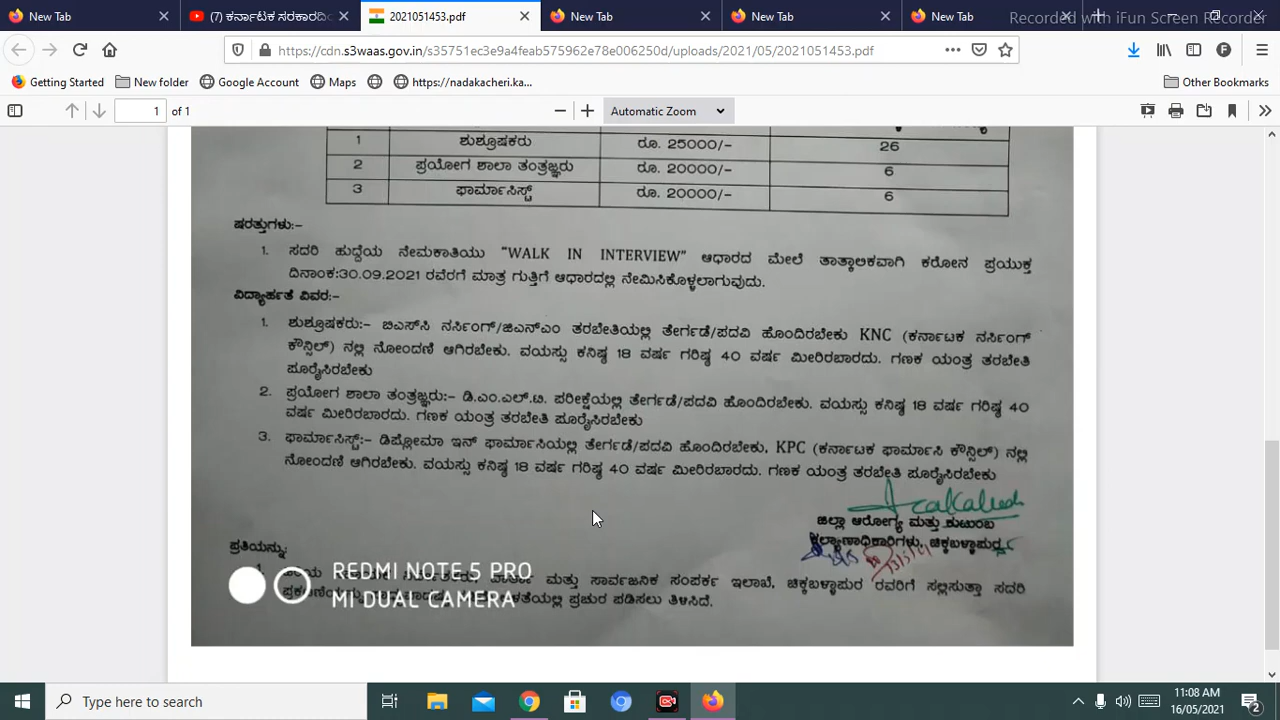 New Tab
(7) ಕರ್ನಾಟಕ ಸರಕಾರದಿಂ
2021051453.pdf
New Tab
New Tab
New Tab
Recorded with iFun Screen Recorder
https://cdn.s3waas.gov.in/s35751ec3e9a4feab575962e78e006250d/uploads/2021/05/2021051453.pdf
Getting Started
New folder
Google Account
Maps
https://nadakacheri.ka...
Other Bookmarks
1 of 1
Automatic Zoom
1 ಶುಶ್ರೂಷಕರು ರೂ. 25000/- 26
2 ಪ್ರಯೋಗ ಶಾಲಾ ತಂತ್ರಜ್ಞರು ರೂ. 20000/- 6
3 ಫಾರ್ಮಾಸಿಸ್ಟ್ ರೂ. 20000/- 6
ಷರತ್ತುಗಳು:-
1. ಸದರಿ ಹುದ್ದೆಯ ನೇಮಕಾತಿಯು "WALK IN INTERVIEW" ಆಧಾರದ ಮೇಲೆ ತಾತ್ಕಾಲಿಕವಾಗಿ ಕರೋನ ಪ್ರಯುಕ್ತ
ದಿನಾಂಕ:30.09.2021 ರವೆರಗೆ ಮಾತ್ರ ಗುತ್ತಿಗೆ ಆಧಾರದಲ್ಲಿ ನೇಮಿಸಿಕೊಳ್ಳಲಾಗುವುದು.
ವಿದ್ಯಾರ್ಹತೆ ವಿವರ:-
1. ಶುಶ್ರೂಷಕರು:- ಬಿಎಸ್‌ಸಿ ನರ್ಸಿಂಗ್/ಜಿಎನ್‌ಎಂ ತರಬೇತಿಯಲ್ಲಿ ತೇರ್ಗಡೆ/ಪದವಿ ಹೊಂದಿರಬೇಕು KNC (ಕರ್ನಾಟಕ ನರ್ಸಿಂಗ್
ಕೌನ್ಸಿಲ್) ನಲ್ಲಿ ನೋಂದಣಿ ಆಗಿರಬೇಕು. ವಯಸ್ಸು ಕನಿಷ್ಠ 18 ವರ್ಷ ಗರಿಷ್ಠ 40 ವರ್ಷ ಮೀರಿರಬಾರದು. ಗಣಕ ಯಂತ್ರ ತರಬೇತಿ
ಪೂರೈಸಿರಬೇಕು
2. ಪ್ರಯೋಗ ಶಾಲಾ ತಂತ್ರಜ್ಞರು:- ಡಿ.ಎಂ.ಎಲ್.ಟಿ. ಪರೀಕ್ಷೆಯಲ್ಲಿ ತೇರ್ಗಡೆ/ಪದವಿ ಹೊಂದಿರಬೇಕು. ವಯಸ್ಸು ಕನಿಷ್ಠ 18 ವರ್ಷ ಗರಿಷ್ಠ 40
ವರ್ಷ ಮೀರಿರಬಾರದು. ಗಣಕ ಯಂತ್ರ ತರಬೇತಿ ಪೂರೈಸಿರಬೇಕು
3. ಫಾರ್ಮಾಸಿಸ್ಟ್:- ಡಿಪ್ಲೋಮಾ ಇನ್ ಫಾರ್ಮಾಸಿಯಲ್ಲಿ ತೇರ್ಗಡೆ/ಪದವಿ ಹೊಂದಿರಬೇಕು, KPC (ಕರ್ನಾಟಕ ಫಾರ್ಮಾಸಿ ಕೌನ್ಸಿಲ್) ನಲ್ಲಿ
ನೋಂದಣಿ ಆಗಿರಬೇಕು. ವಯಸ್ಸು ಕನಿಷ್ಠ 18 ವರ್ಷ ಗರಿಷ್ಠ 40 ವರ್ಷ ಮೀರಿರಬಾರದು. ಗಣಕ ಯಂತ್ರ ತರಬೇತಿ ಪೂರೈಸಿರಬೇಕು
ಜಿಲ್ಲಾ ಆರೋಗ್ಯ ಮತ್ತು ಕುಟುಂಬ
ಕಲ್ಯಾಣಾಧಿಕಾರಿಗಳು, ಚಿಕ್ಕಬಳ್ಳಾಪುರ
ಪ್ರತಿಯನ್ನು:
1. ವಾರ್ತಾ ಮತ್ತು ಸಾರ್ವಜನಿಕ ಸಂಪರ್ಕ ಇಲಾಖೆ, ಚಿಕ್ಕಬಳ್ಳಾಪುರ ರವರಿಗೆ ಸಲ್ಲಿಸುತ್ತಾ ಸದರಿ
ಪ್ರಚುರ ಪಡಿಸಲು ತಿಳಿಸಿದೆ.
REDMI NOTE 5 PRO
MI DUAL CAMERA
Type here to search
11:08 AM
16/05/2021
2